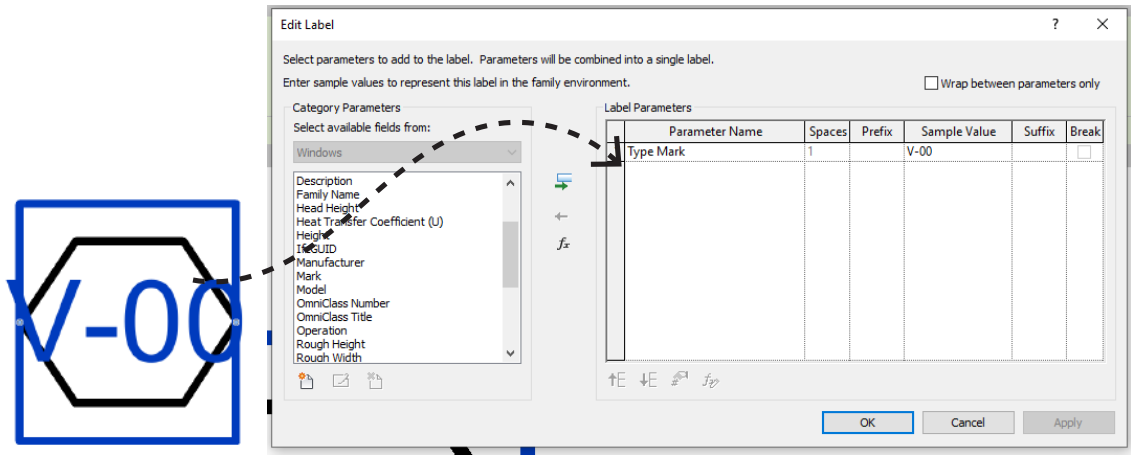 Edit Label
?
Select parameters to add to the label. Parameters will be combined into a single label.
Enter sample values to represent this label in the family environment.
Wrap between parameters only
Category Parameters
Select available fields from:
Windows
Description
Family Name
Head Height
Heat Transfer Coefficient (U)
Height
IfcGUID
Manufacturer
Mark
Model
OmniClass Number
OmniClass Title
Operation
Rough Height
Rough Width
fx
Label Parameters
Parameter Name Spaces Prefix Sample Value Suffix Break
Type Mark 1 V-00
OK Cancel Apply
V-00